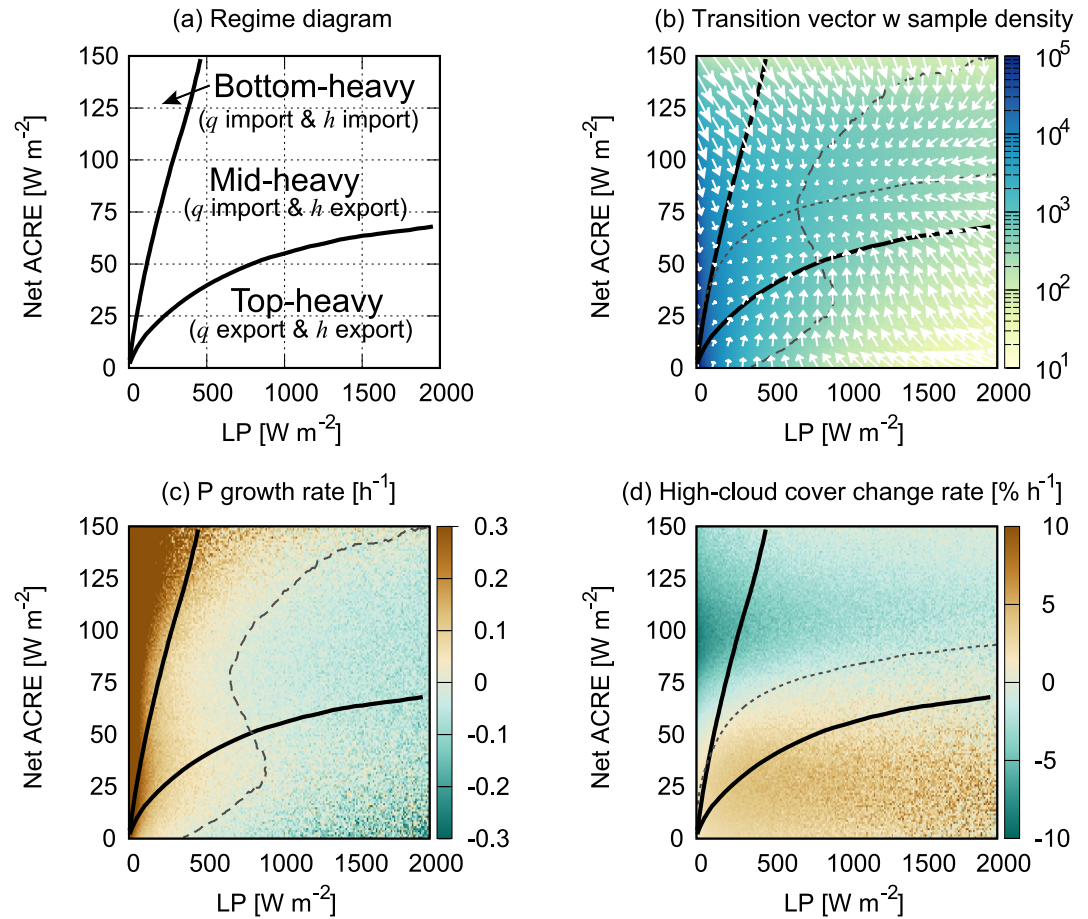 (a) Regime diagram
150
125
100
75
50
25
0
Net ACRE [W m⁻²]
Bottom-heavy
(q import & h import)
Mid-heavy
(q import & h export)
Top-heavy
(q export & h export)
0 500 1000 1500 2000
LP [W m⁻²]
(b) Transition vector w sample density
150
125
100
75
50
25
0
Net ACRE [W m⁻²]
0 500 1000 1500 2000
LP [W m⁻²]
10⁵
10⁴
10³
10²
10¹
(c) P growth rate [h⁻¹]
150
125
100
75
50
25
0
Net ACRE [W m⁻²]
0 500 1000 1500 2000
LP [W m⁻²]
0.3
0.2
0.1
0
-0.1
-0.2
-0.3
(d) High-cloud cover change rate [% h⁻¹]
150
125
100
75
50
25
0
Net ACRE [W m⁻²]
0 500 1000 1500 2000
LP [W m⁻²]
10
5
0
-5
-10